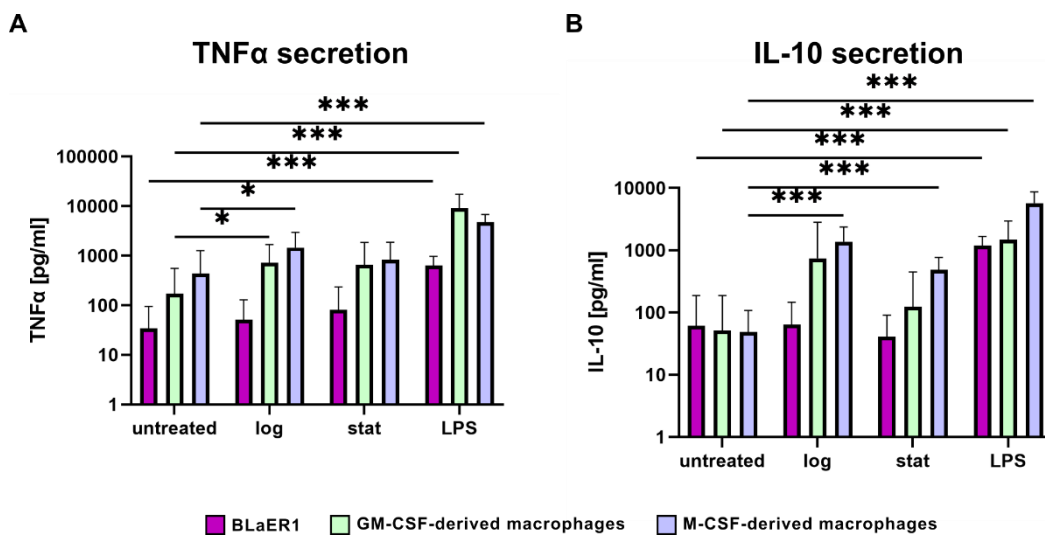 A
TNFα secretion
***
***
***
*
*
TNFα [pg/ml]
100000
10000
1000
100
10
1
untreated log stat LPS
B
IL-10 secretion
***
***
***
***
***
IL-10 [pg/ml]
10000
1000
100
10
1
untreated log stat LPS
BLaER1 GM-CSF-derived macrophages M-CSF-derived macrophages